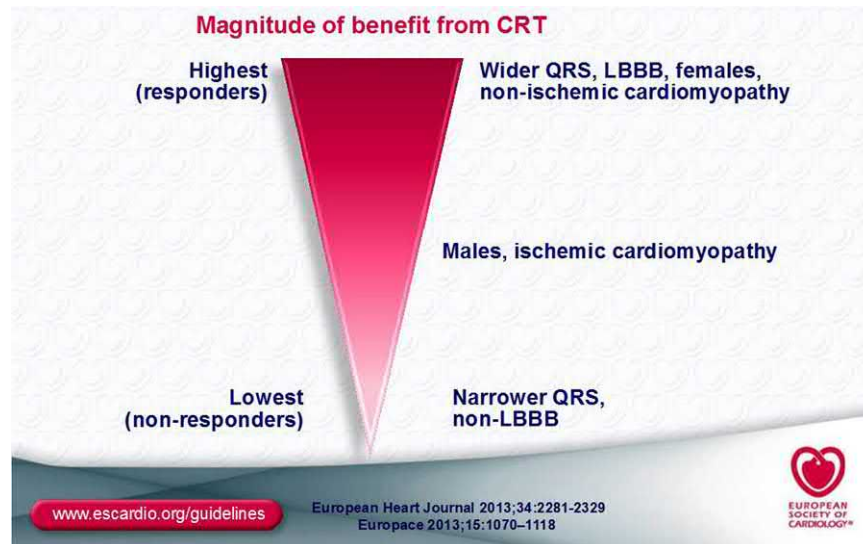 Magnitude of benefit from CRT
Highest
(responders)
Wider QRS, LBBB, females,
non-ischemic cardiomyopathy
Males, ischemic cardiomyopathy
Lowest
(non-responders)
Narrower QRS,
non-LBBB
www.escardio.org/guidelines
European Heart Journal 2013;34:2281-2329
Europace 2013;15:1070–1118
EUROPEAN
SOCIETY OF
CARDIOLOGY®